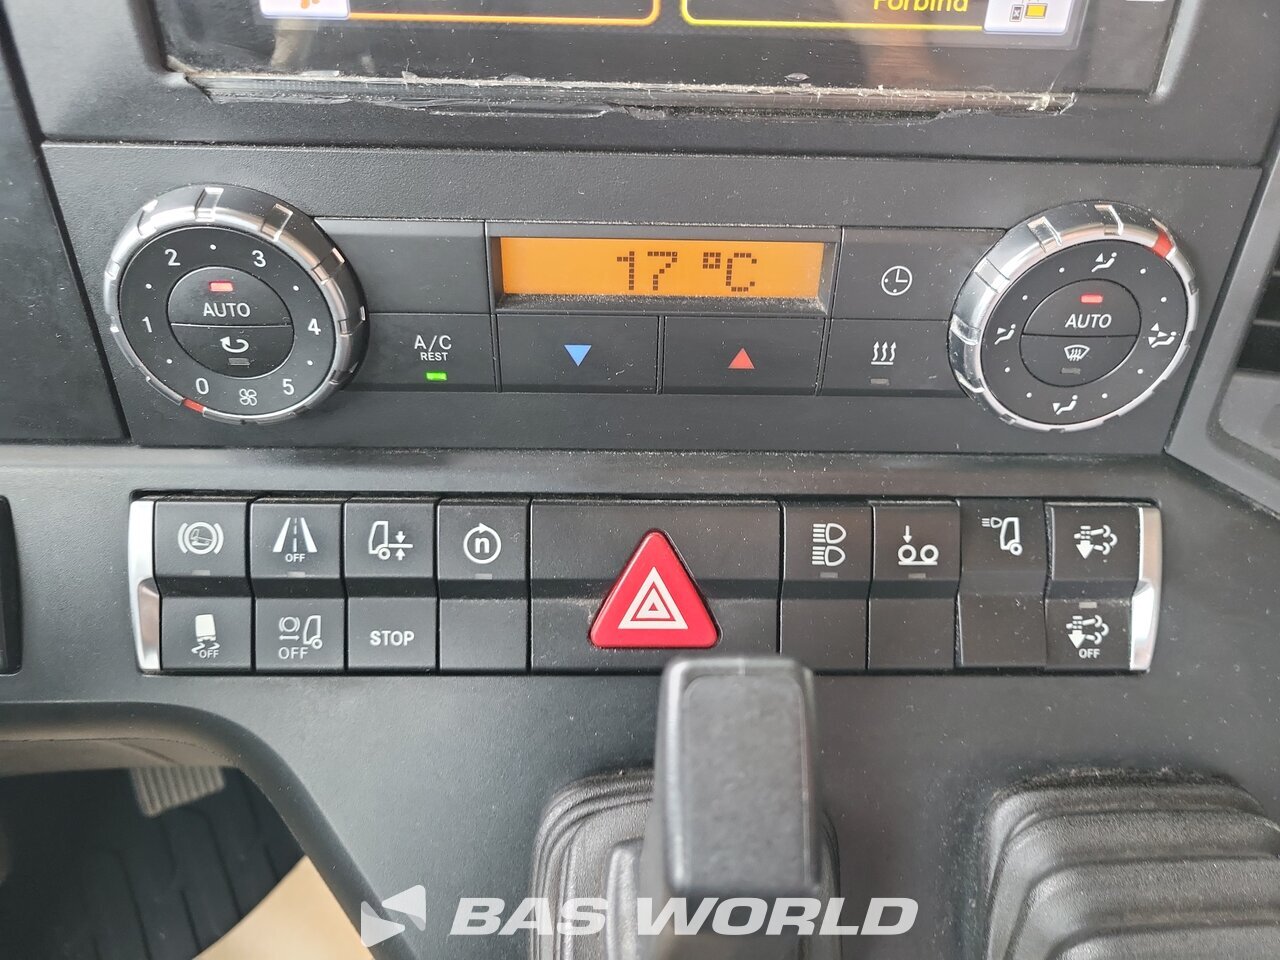 Forbind
2 3
AUTO
1 4
0 5
A/C
REST
17 °C
AUTO
OFF
n
OFF
OFF
STOP
OFF
BAS WORLD